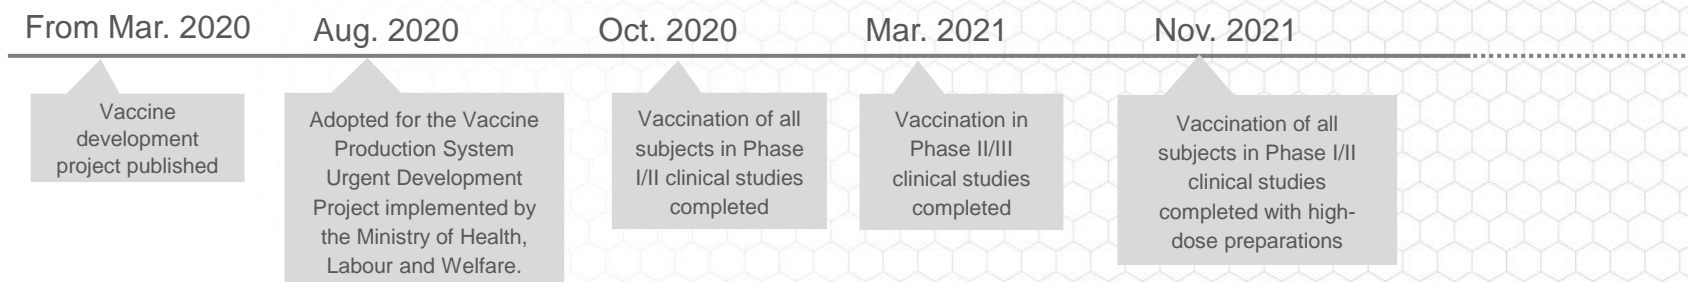 From Mar. 2020
Aug. 2020
Oct. 2020
Mar. 2021
Nov. 2021
Vaccine
development
project published
Adopted for the Vaccine
Production System
Urgent Development
Project implemented by
the Ministry of Health,
Labour and Welfare.
Vaccination of all
subjects in Phase
I/II clinical studies
completed
Vaccination in
Phase II/III
clinical studies
completed
Vaccination of all
subjects in Phase I/II
clinical studies
completed with high-
dose preparations